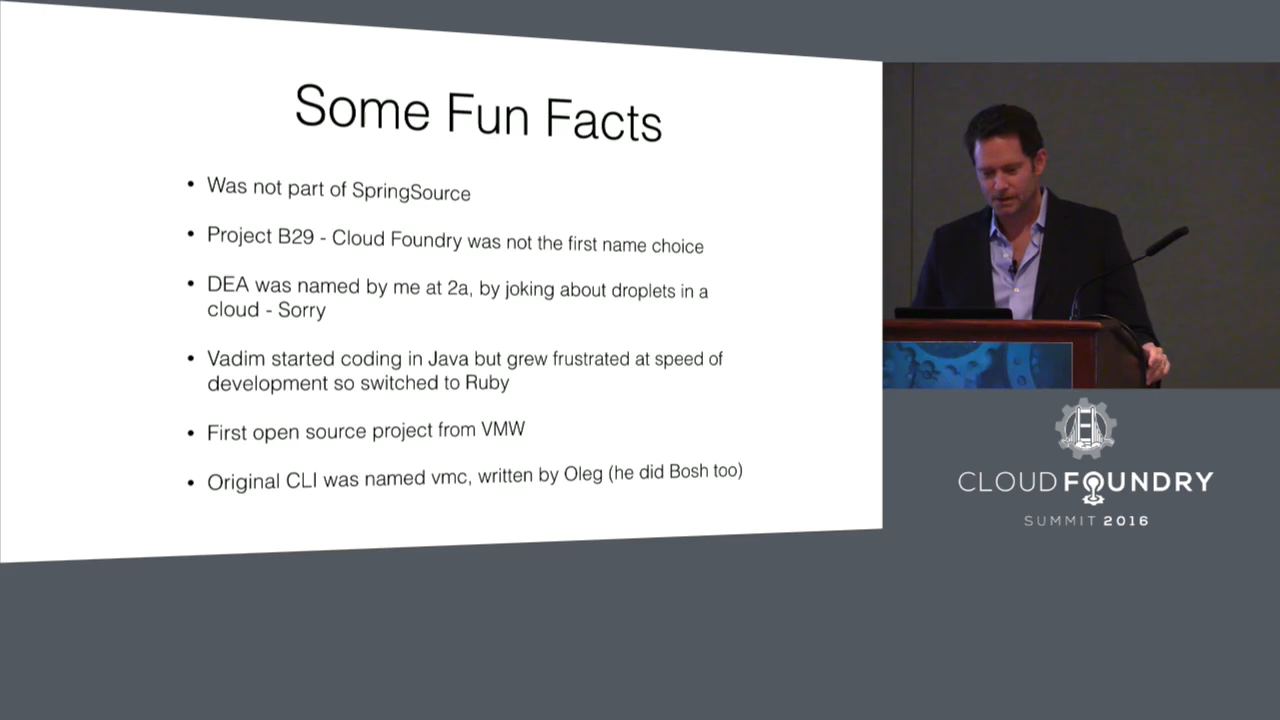 Some Fun Facts
• Was not part of SpringSource
• Project B29 - Cloud Foundry was not the first name choice
• DEA was named by me at 2a, by joking about droplets in a
cloud - Sorry
• Vadim started coding in Java but grew frustrated at speed of
development so switched to Ruby
• First open source project from VMW
• Original CLI was named vmc, written by Oleg (he did Bosh too)
CLOUD FOUNDRY
SUMMIT 2016